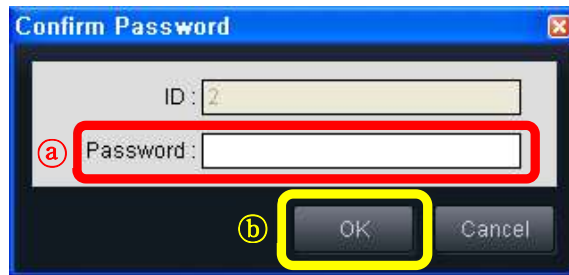 Confirm Password
ID : 2
ⓐ Password :
ⓑ OK Cancel